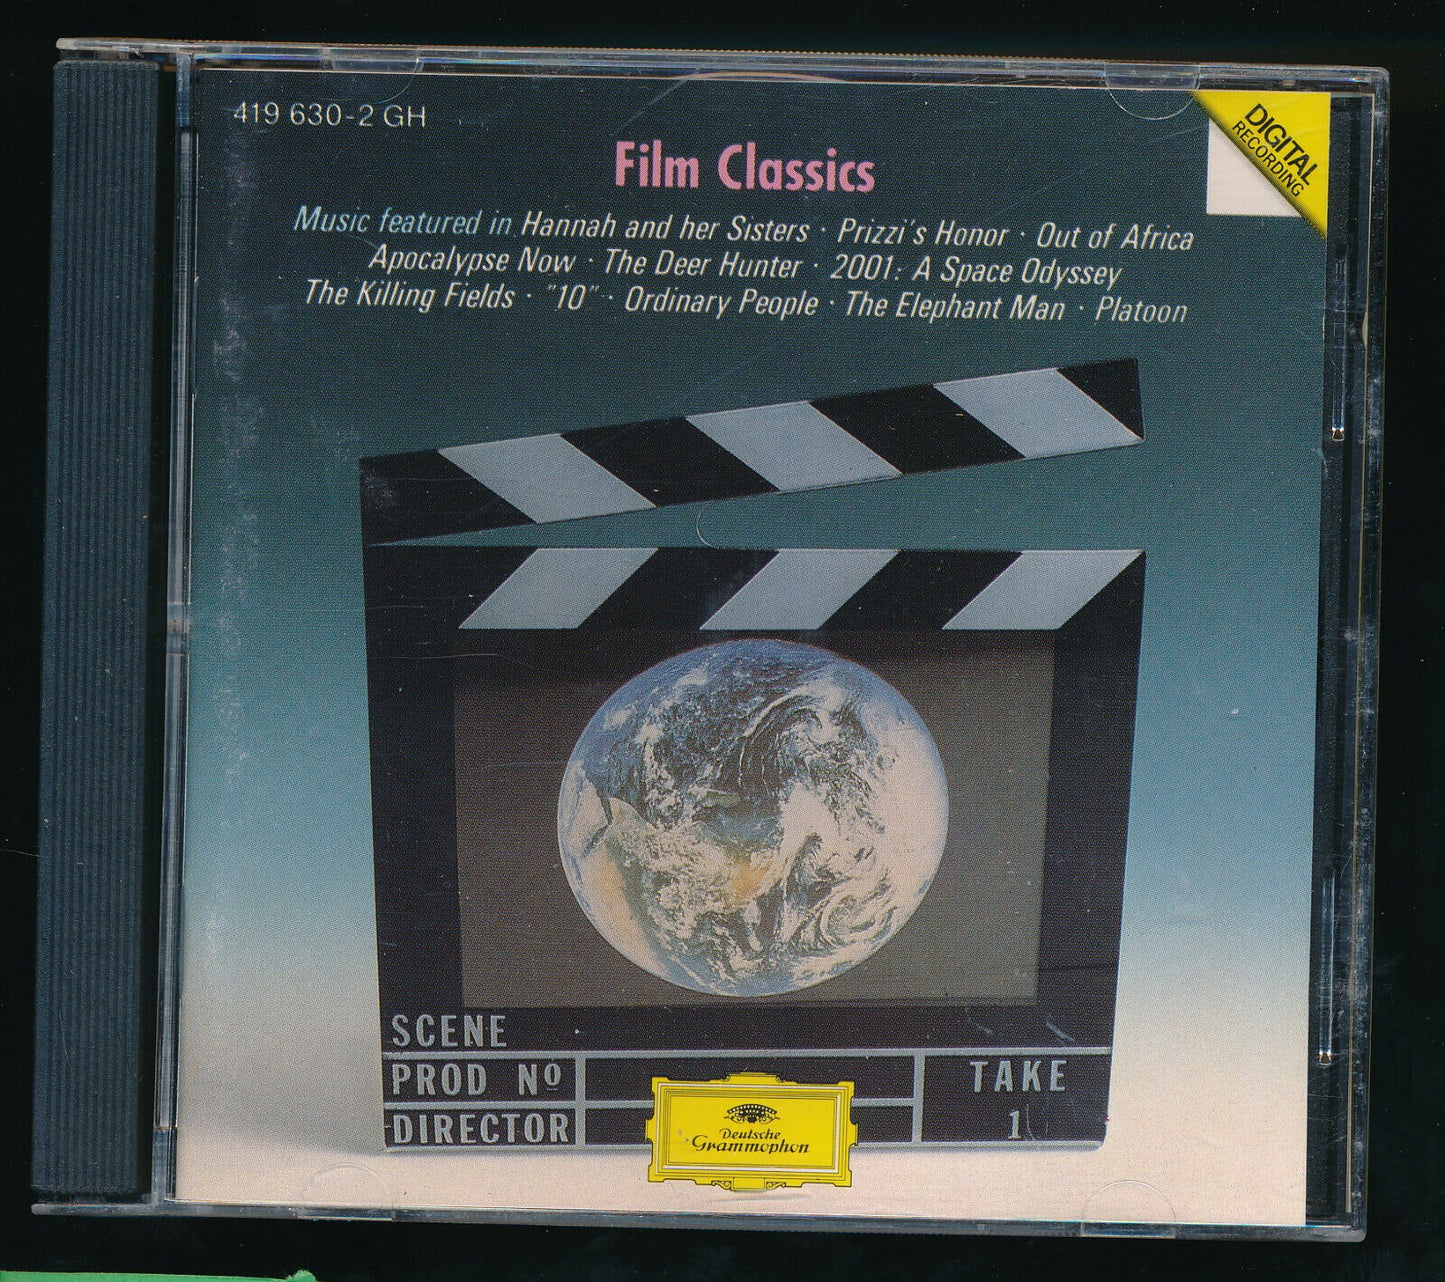 419 630-2 GH
DIGITAL
RECORDING
Film Classics
Music featured in Hannah and her Sisters · Prizzi's Honor · Out of Africa
Apocalypse Now · The Deer Hunter · 2001: A Space Odyssey
The Killing Fields · "10" · Ordinary People · The Elephant Man · Platoon
SCENE
PROD Nº
TAKE
DIRECTOR
1
Deutsche
Grammophon